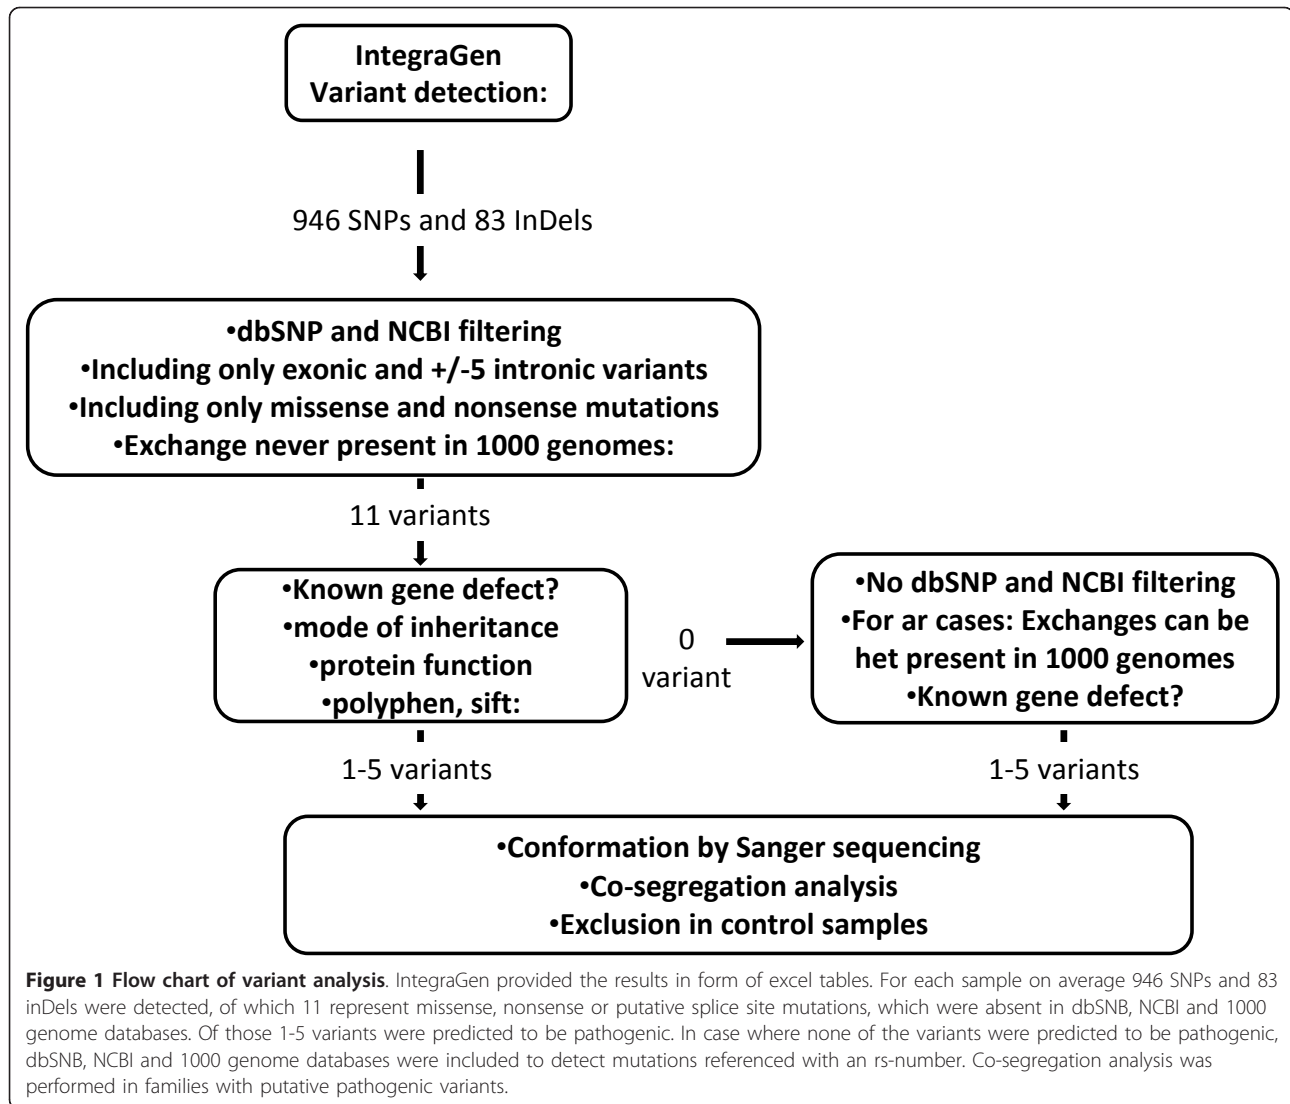 IntegraGen
Variant detection:
946 SNPs and 83 InDels
•dbSNP and NCBI filtering
•Including only exonic and +/-5 intronic variants
•Including only missense and nonsense mutations
•Exchange never present in 1000 genomes:
11 variants
•Known gene defect?
•mode of inheritance
•protein function
•polyphen, sift:
0
variant
•No dbSNP and NCBI filtering
•For ar cases: Exchanges can be
het present in 1000 genomes
•Known gene defect?
1-5 variants
1-5 variants
•Conformation by Sanger sequencing
•Co-segregation analysis
•Exclusion in control samples
Figure 1 Flow chart of variant analysis. IntegraGen provided the results in form of excel tables. For each sample on average 946 SNPs and 83
inDels were detected, of which 11 represent missense, nonsense or putative splice site mutations, which were absent in dbSNB, NCBI and 1000
genome databases. Of those 1-5 variants were predicted to be pathogenic. In case where none of the variants were predicted to be pathogenic,
dbSNB, NCBI and 1000 genome databases were included to detect mutations referenced with an rs-number. Co-segregation analysis was
performed in families with putative pathogenic variants.